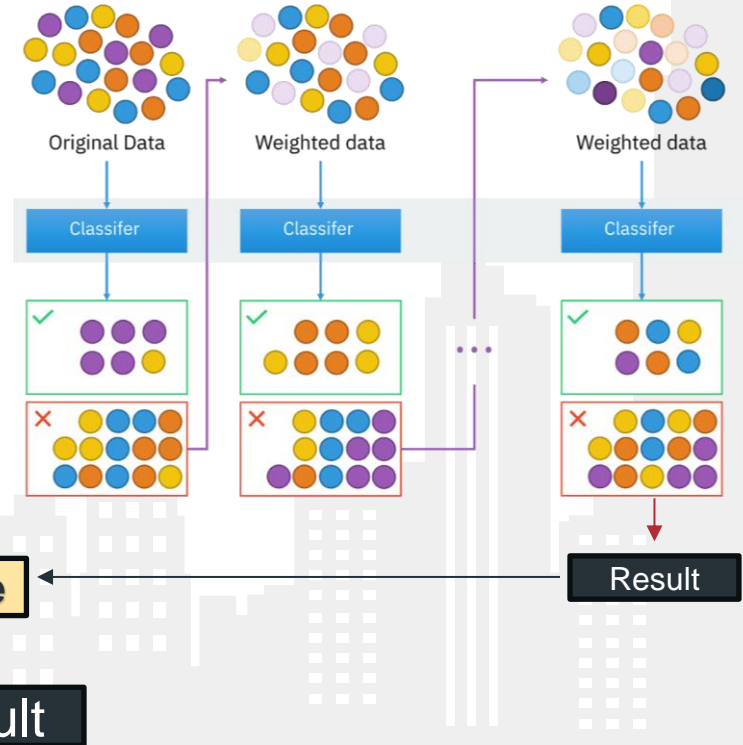 Original Data
Weighted data
Weighted data
Classifer
Classifer
Classifer
Result